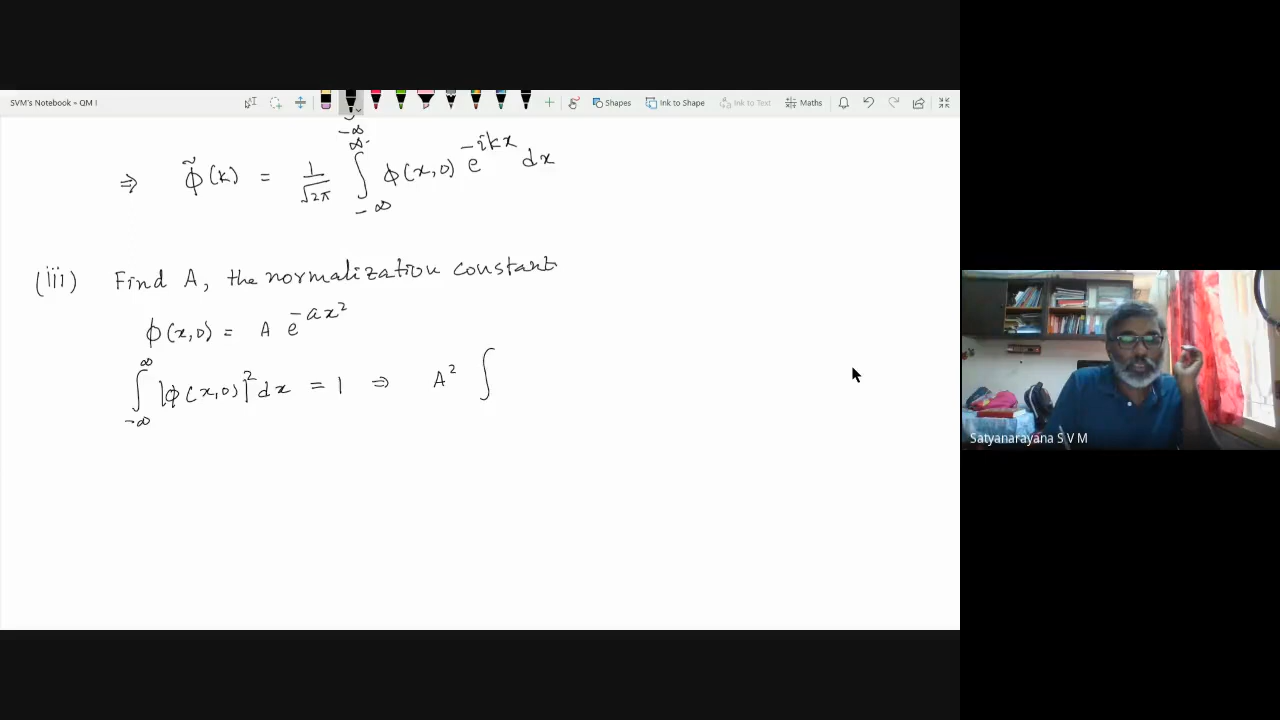 SVM's Notebook » QM I
Shapes
Ink to Shape
Ink to Text
Maths
-∞
⇒ φ̃(k) = 1/√2π ∫_{-∞}^{∞} φ(x,0) e^{-ikx} dx
(iii) Find A, the normalization constant
φ(x,0) = A e^{-ax²}
∫_{-∞}^{∞} |φ(x,0)|² dx = 1 ⇒ A² ∫
Satyanarayana S V M